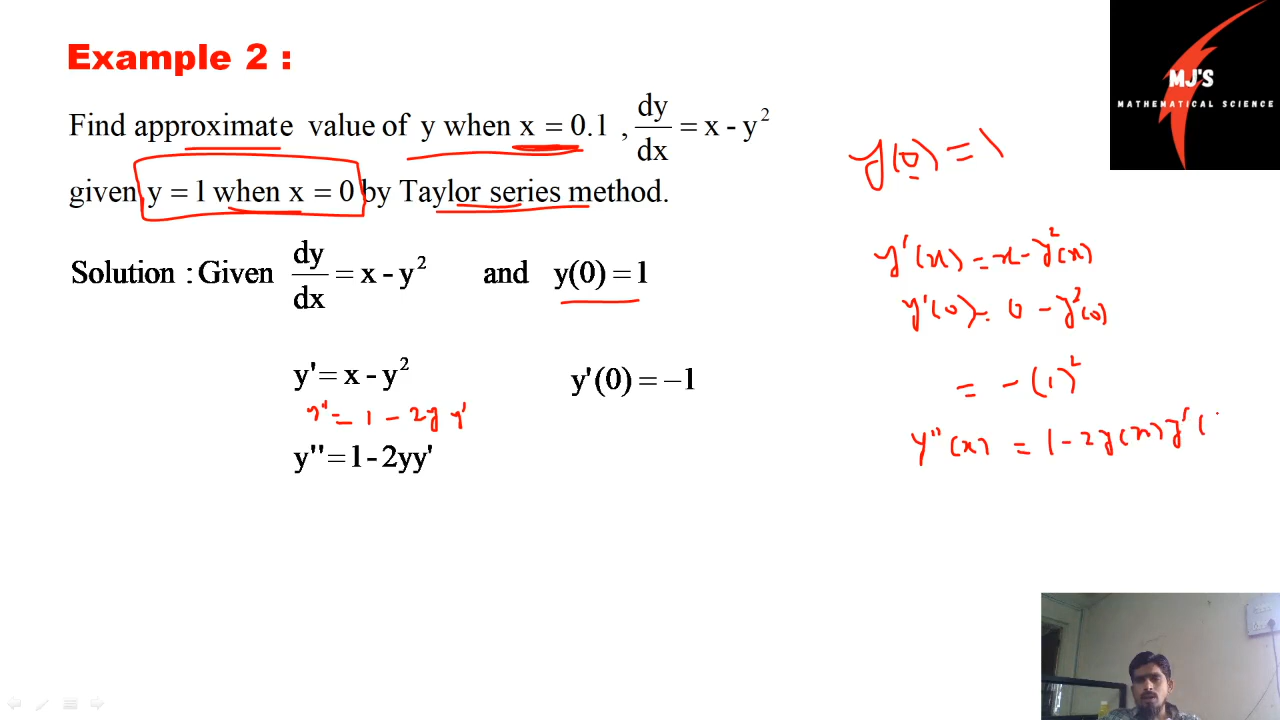 Example 2 :
MJ'S
MATHEMATICAL SCIENCE
Find approximate value of y when x = 0.1 , dy/dx = x - y²
given y = 1 when x = 0 by Taylor series method.
y(0) = 1
Solution : Given dy/dx = x - y² and y(0) = 1
y'(x) = x - y²(x)
y'(0) = 0 - y²(0)
y' = x - y² y'(0) = −1
= - (1)²
y'' = 1 - 2y y'
y'' = 1 - 2yy'
y''(x) = 1 - 2y(x) y'(